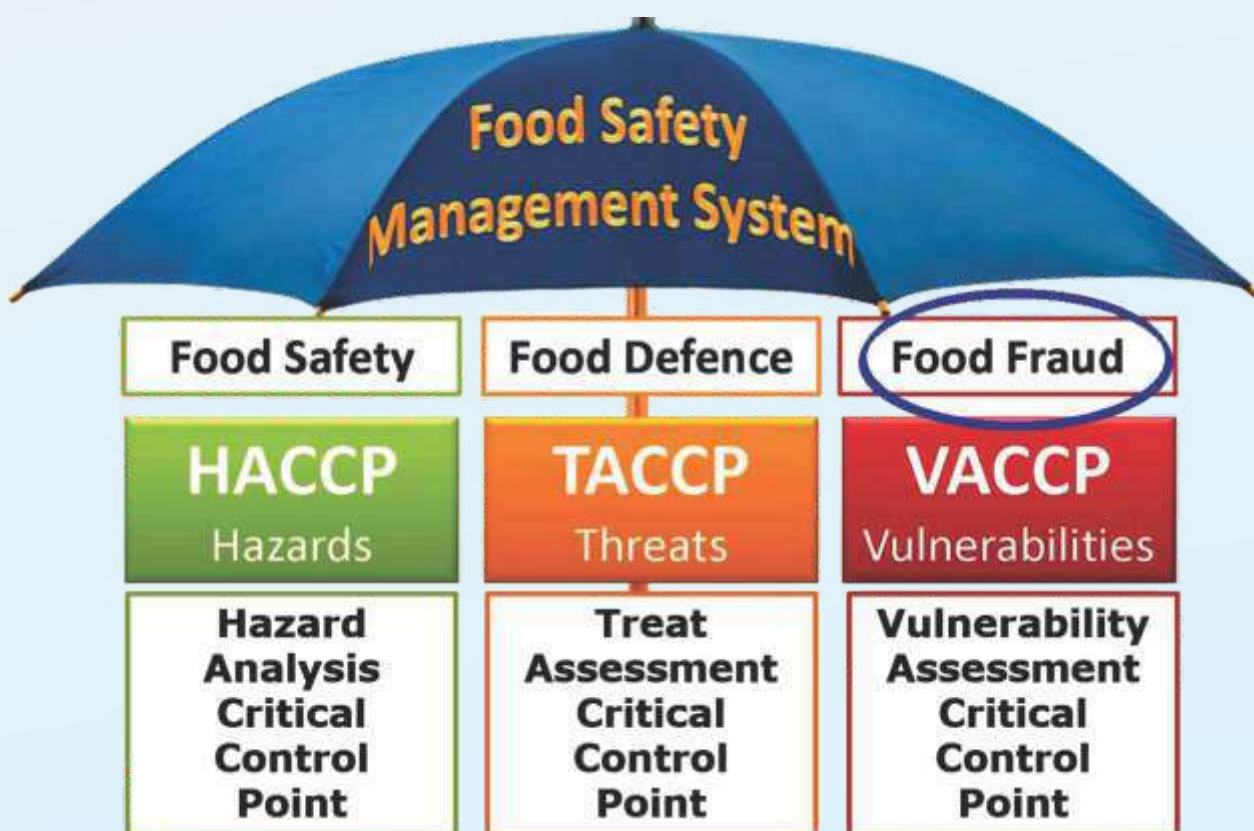 Food Safety
Management System
Food Safety
Food Defence
Food Fraud
HACCP
Hazards
TACCP
Threats
VACCP
Vulnerabilities
Hazard
Analysis
Critical
Control
Point
Treat
Assessment
Critical
Control
Point
Vulnerability
Assessment
Critical
Control
Point